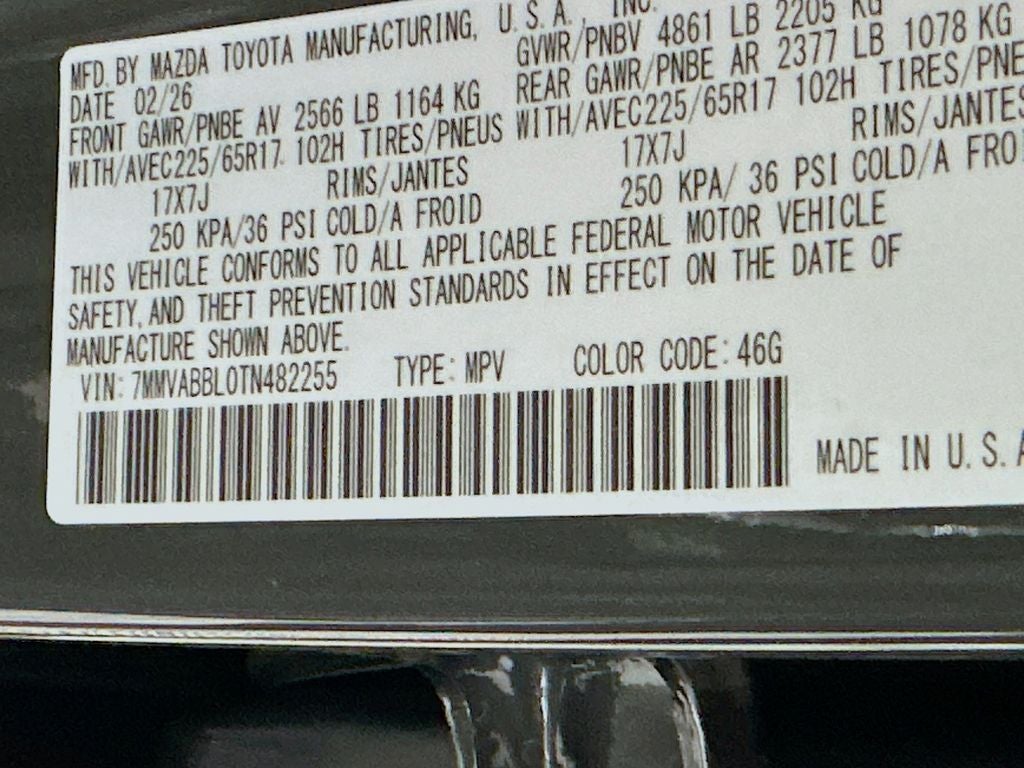 MFD. BY MAZDA TOYOTA MANUFACTURING, U.S.A., INC.
DATE 02/26 GVWR/PNBV 4861 LB 2205 KG
FRONT GAWR/PNBE AV 2566 LB 1164 KG REAR GAWR/PNBE AR 2377 LB 1078 KG
WITH/AVEC225/65R17 102H TIRES/PNEUS WITH/AVEC225/65R17 102H TIRES/PNE
17X7J RIMS/JANTES 17X7J RIMS/JANTES
250 KPA/36 PSI COLD/A FROID 250 KPA/ 36 PSI COLD/A FRO
THIS VEHICLE CONFORMS TO ALL APPLICABLE FEDERAL MOTOR VEHICLE
SAFETY, AND THEFT PREVENTION STANDARDS IN EFFECT ON THE DATE OF
MANUFACTURE SHOWN ABOVE.
VIN: 7MMVABBL0TN482255 TYPE: MPV COLOR CODE: 46G
MADE IN U.S.A